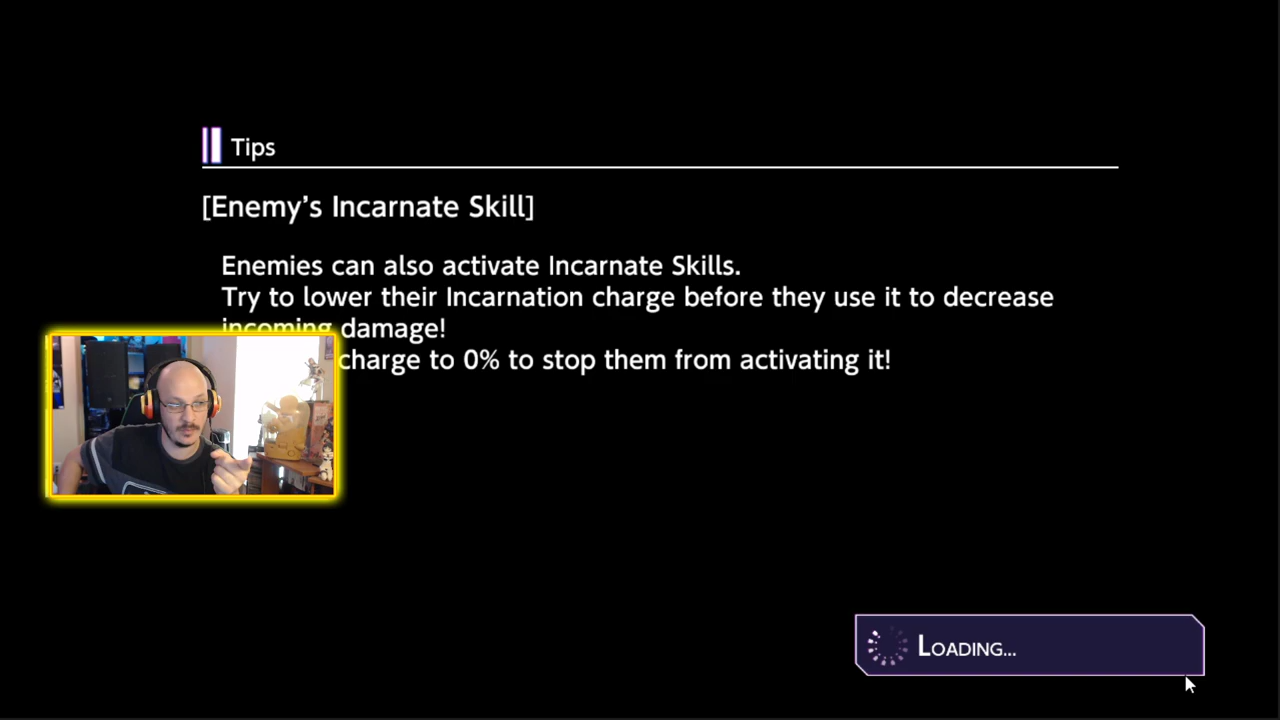 Tips
[Enemy's Incarnate Skill]
Enemies can also activate Incarnate Skills.
Try to lower their Incarnation charge before they use it to decrease
incoming damage!
charge to 0% to stop them from activating it!
LOADING...